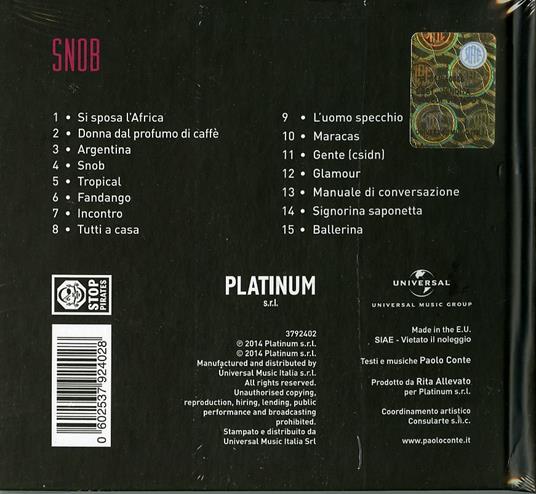 SNOB
1 • Si sposa l'Africa
2 • Donna dal profumo di caffè
3 • Argentina
4 • Snob
5 • Tropical
6 • Fandango
7 • Incontro
8 • Tutti a casa
9 • L'uomo specchio
10 • Maracas
11 • Gente (csidn)
12 • Glamour
13 • Manuale di conversazione
14 • Signorina saponetta
15 • Ballerina
STOP
PIRATES
0 602537 924028
PLATINUM
s.r.l.
3792402
℗ 2014 Platinum s.r.l.
© 2014 Platinum s.r.l.
Manufactured and distributed by
Universal Music Italia s.r.l.
All rights reserved.
Unauthorised copying,
reproduction, hiring, lending, public
performance and broadcasting
prohibited.
Stampato e distribuito da
Universal Music Italia Srl
UNIVERSAL
UNIVERSAL MUSIC GROUP
Made in the E.U.
SIAE - Vietato il noleggio
Testi e musiche Paolo Conte
Prodotto da Rita Allevato
per Platinum s.r.l.
Coordinamento artistico
Consularte s.n.c.
www.paoloconte.it